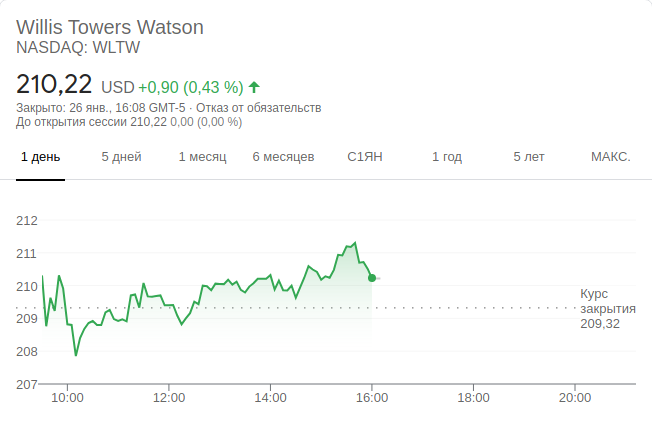 Willis Towers Watson
NASDAQ: WLTW
210,22 USD +0,90 (0,43 %)
Закрыто: 26 янв., 16:08 GMT-5 · Отказ от обязательств
До открытия сессии 210,22 0,00 (0,00 %)
1 день 5 дней 1 месяц 6 месяцев С1ЯН 1 год 5 лет МАКС.
212
211
210
209
208
207
Курс
закрытия
209,32
10:00 12:00 14:00 16:00 18:00 20:00